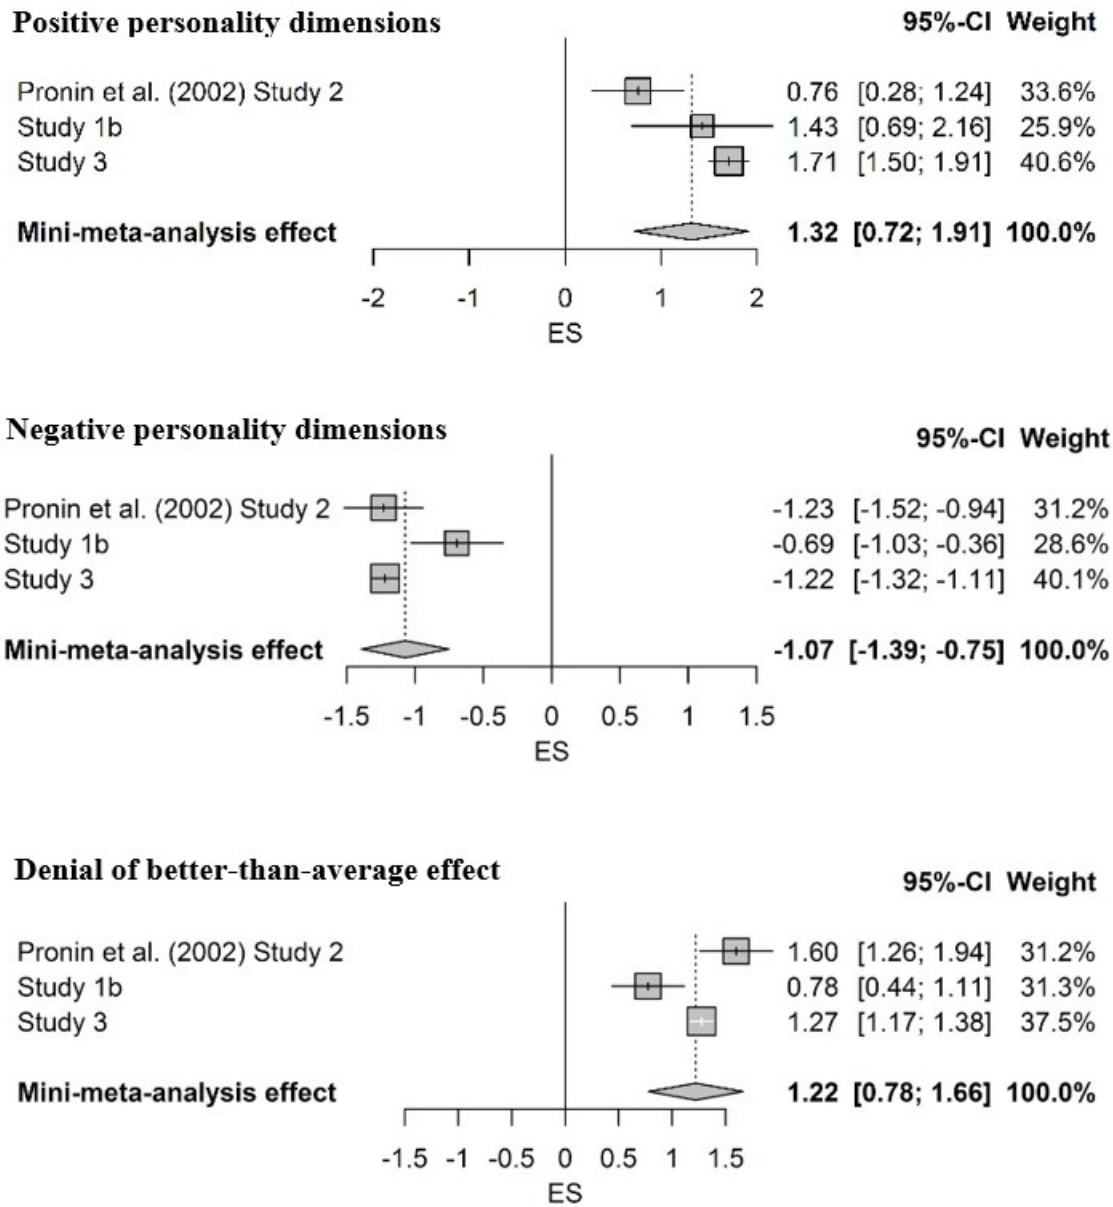 Positive personality dimensions 95%-CI Weight
Pronin et al. (2002) Study 2 0.76 [0.28; 1.24] 33.6%
Study 1b 1.43 [0.69; 2.16] 25.9%
Study 3 1.71 [1.50; 1.91] 40.6%
Mini-meta-analysis effect 1.32 [0.72; 1.91] 100.0%
-2 -1 0 1 2
ES
Negative personality dimensions 95%-CI Weight
Pronin et al. (2002) Study 2 -1.23 [-1.52; -0.94] 31.2%
Study 1b -0.69 [-1.03; -0.36] 28.6%
Study 3 -1.22 [-1.32; -1.11] 40.1%
Mini-meta-analysis effect -1.07 [-1.39; -0.75] 100.0%
-1.5 -1 -0.5 0 0.5 1 1.5
ES
Denial of better-than-average effect 95%-CI Weight
Pronin et al. (2002) Study 2 1.60 [1.26; 1.94] 31.2%
Study 1b 0.78 [0.44; 1.11] 31.3%
Study 3 1.27 [1.17; 1.38] 37.5%
Mini-meta-analysis effect 1.22 [0.78; 1.66] 100.0%
-1.5 -1 -0.5 0 0.5 1 1.5
ES